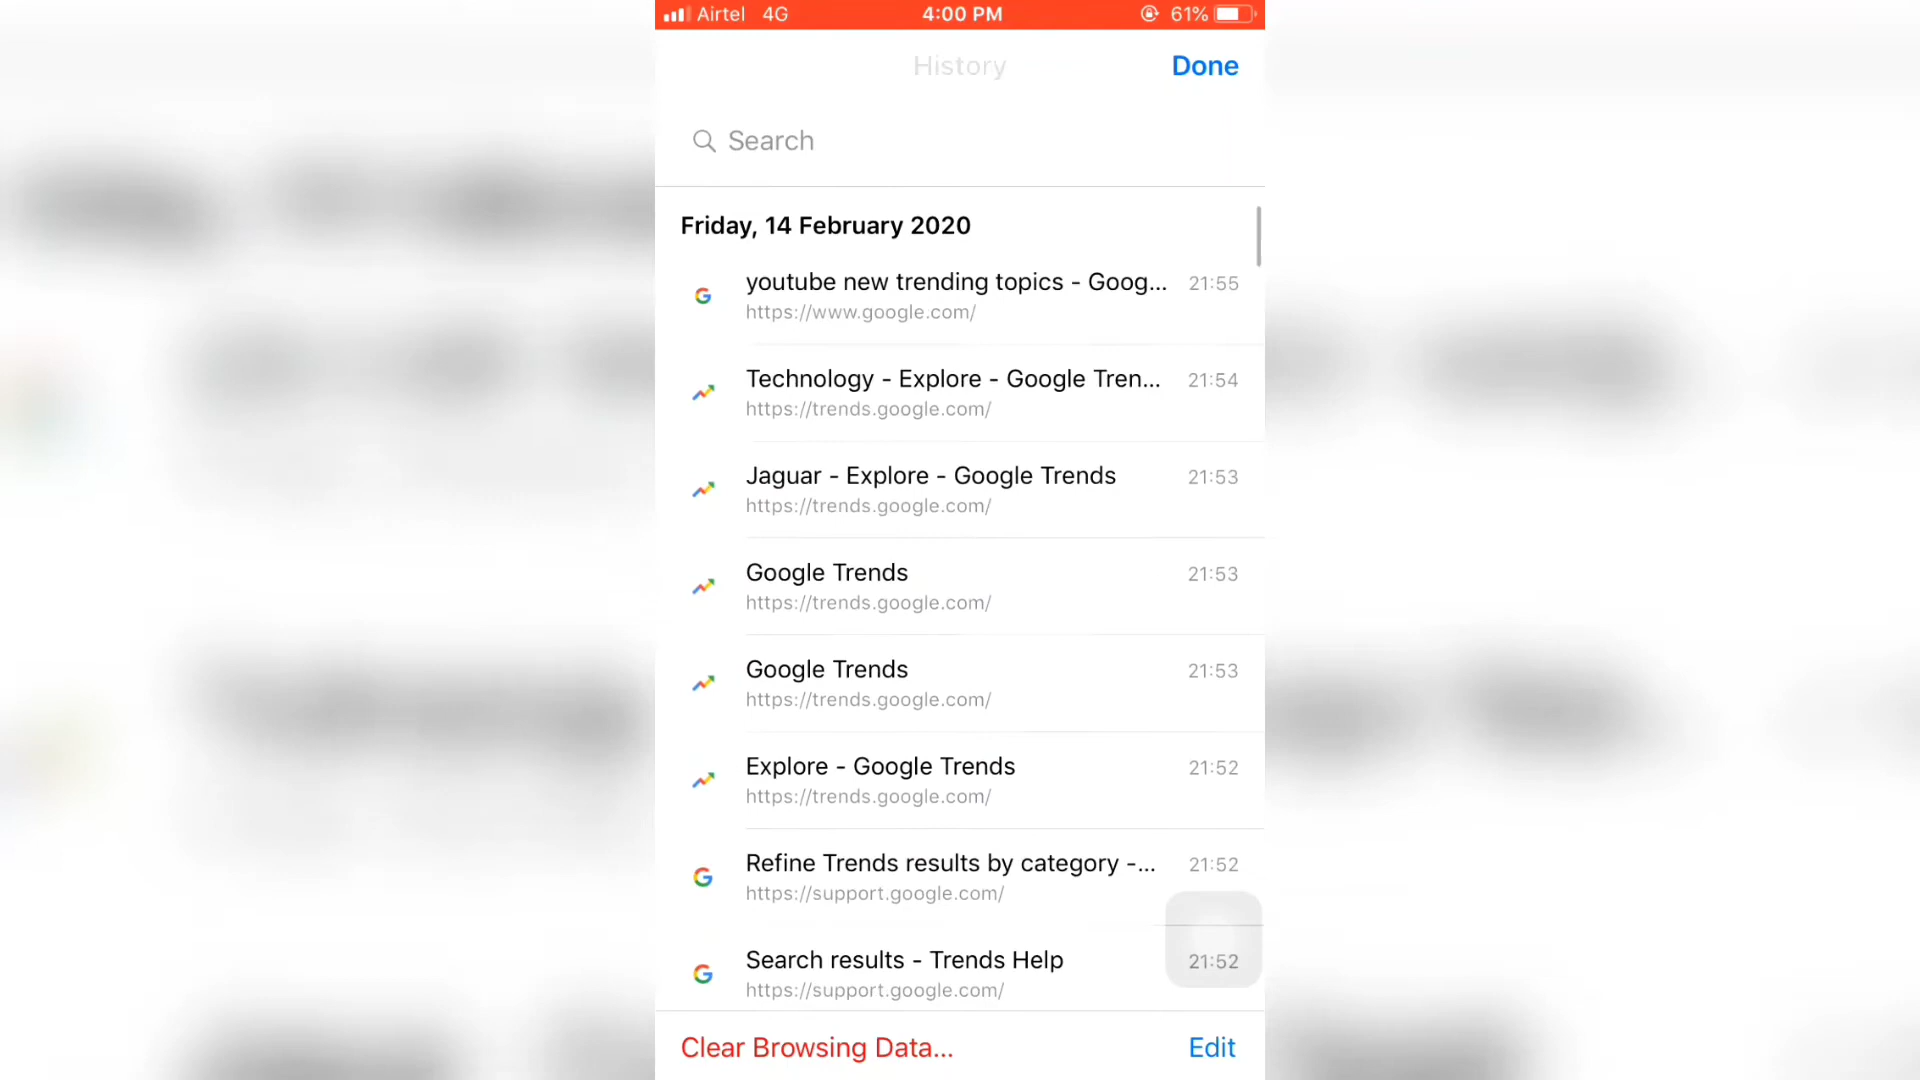 Airtel 4G 4:00 PM 61%
History Done
Search
Friday, 14 February 2020
youtube new trending topics - Goog... 21:55
https://www.google.com/
Technology - Explore - Google Tren... 21:54
https://trends.google.com/
Jaguar - Explore - Google Trends 21:53
https://trends.google.com/
Google Trends 21:53
https://trends.google.com/
Google Trends 21:53
https://trends.google.com/
Explore - Google Trends 21:52
https://trends.google.com/
Refine Trends results by category -... 21:52
https://support.google.com/
Search results - Trends Help 21:52
https://support.google.com/
Clear Browsing Data... Edit